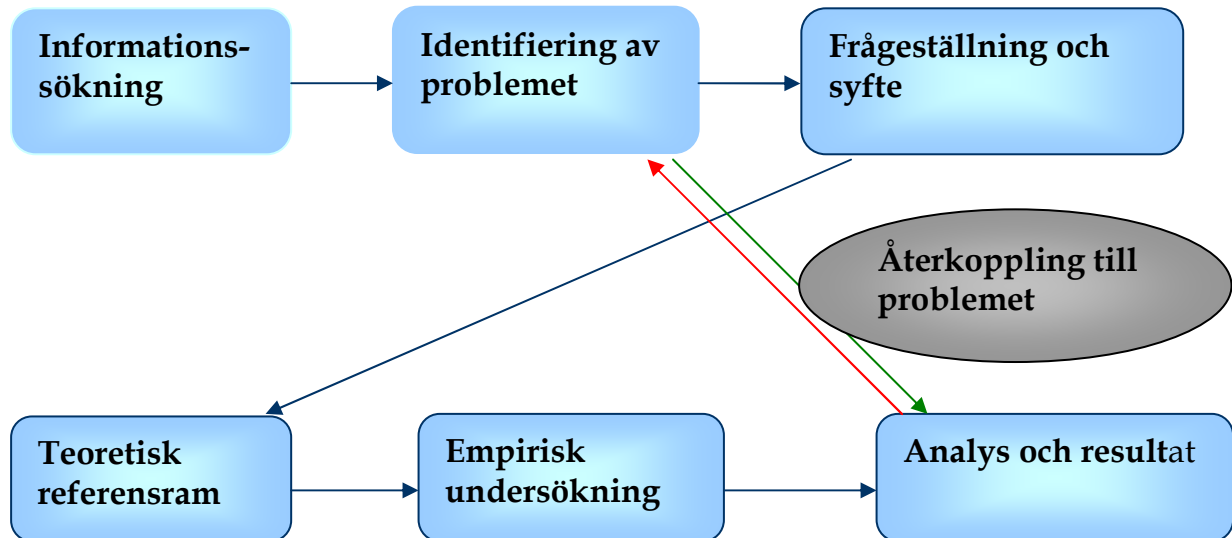 Informations-
sökning
Identifiering av
problemet
Frågeställning och
syfte
Återkoppling till
problemet
Teoretisk
referensram
Empirisk
undersökning
Analys och resultat